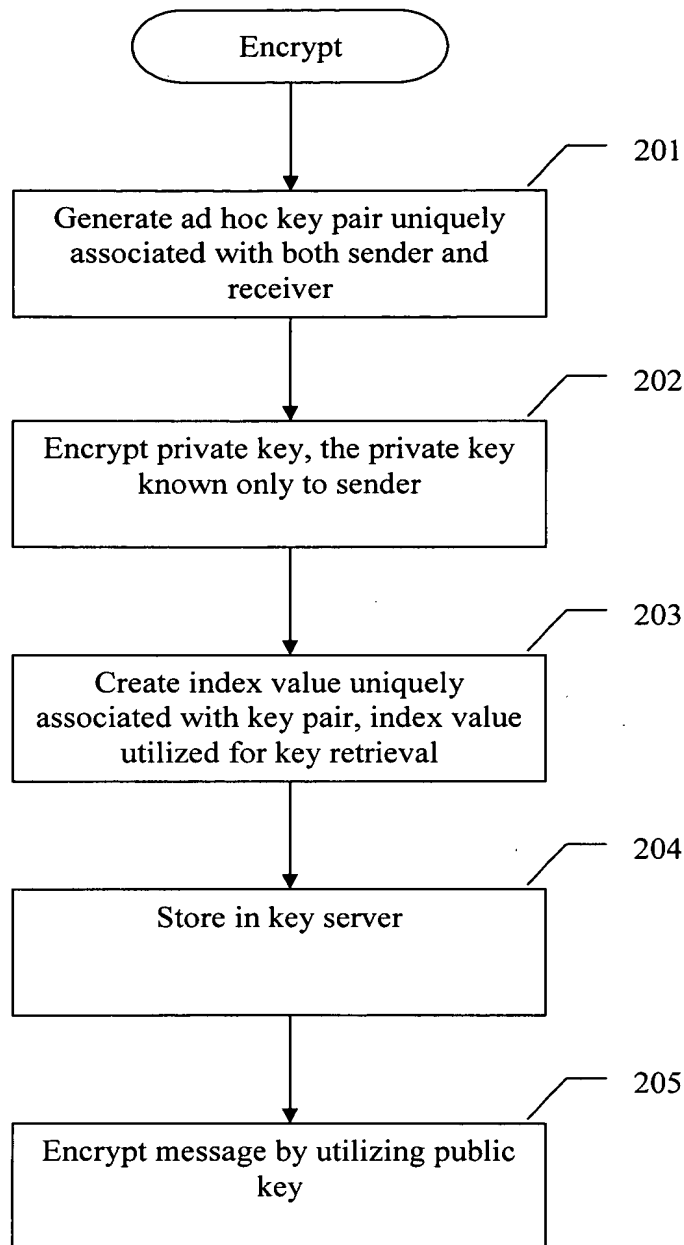 Encrypt
201
Generate ad hoc key pair uniquely
associated with both sender and
receiver
202
Encrypt private key, the private key
known only to sender
203
Create index value uniquely
associated with key pair, index value
utilized for key retrieval
204
Store in key server
205
Encrypt message by utilizing public
key